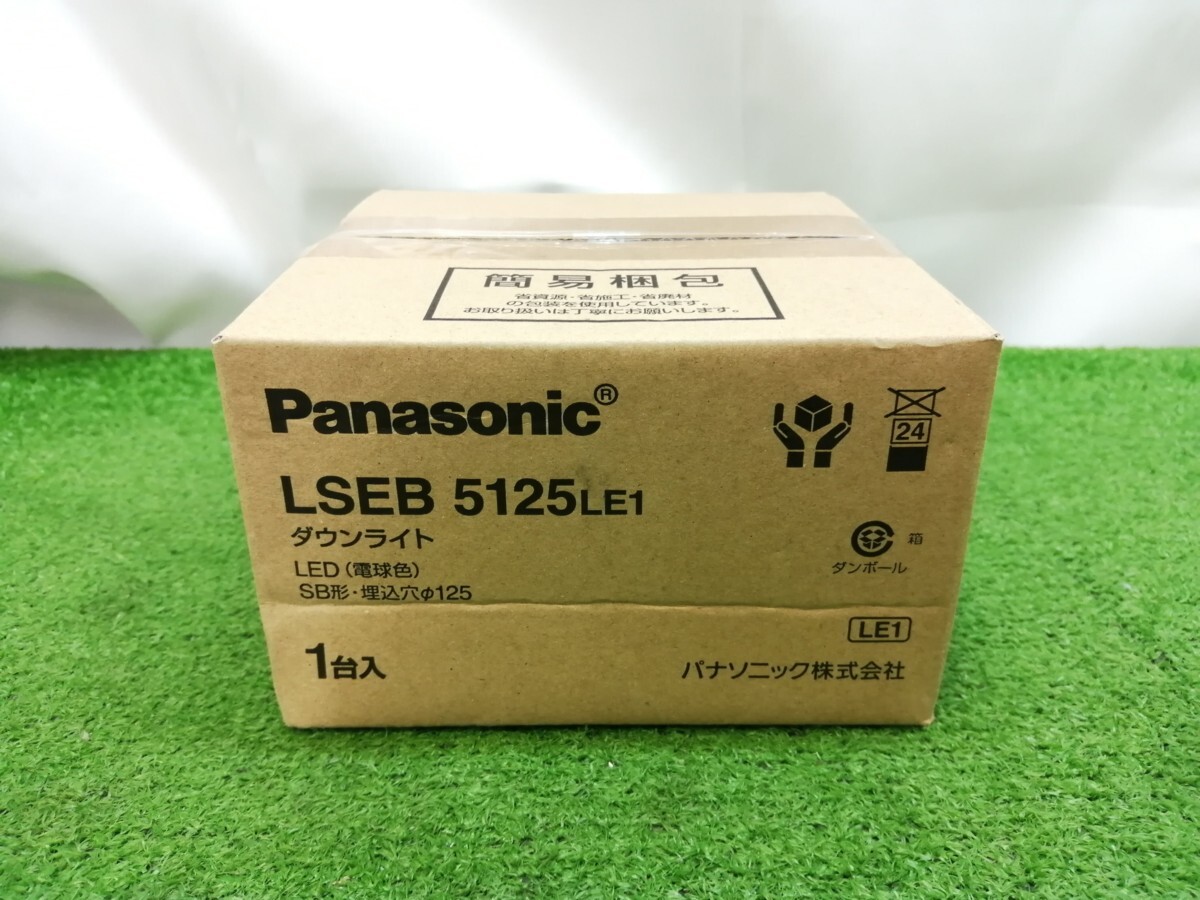 簡易梱包
省資源・省施工・省廃材
の包装を使用しています。
お取り扱いは丁寧にお願いします。
Panasonic®
24
LSEB 5125LE1
ダウンライト
LED(電球色)
SB形・埋込穴φ125
箱
ダンボール
LE1
1台入
パナソニック株式会社